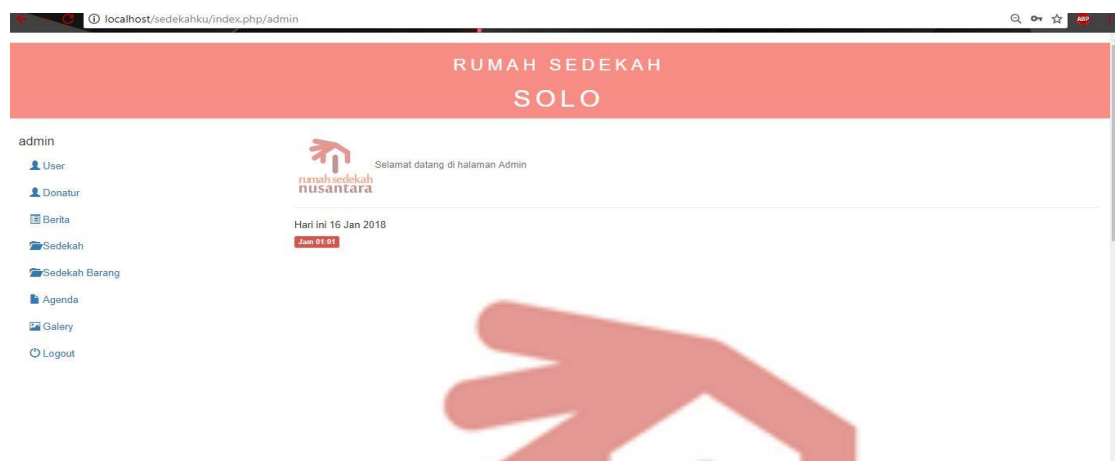 localhost/sedekahku/index.php/admin
ABP
RUMAH SEDEKAH
SOLO
admin
User
Donatur
Berita
Sedekah
Sedekah Barang
Agenda
Galery
Logout
rumah sedekah
nusantara
Selamat datang di halaman Admin
Hari ini 16 Jan 2018
Jam 01:01